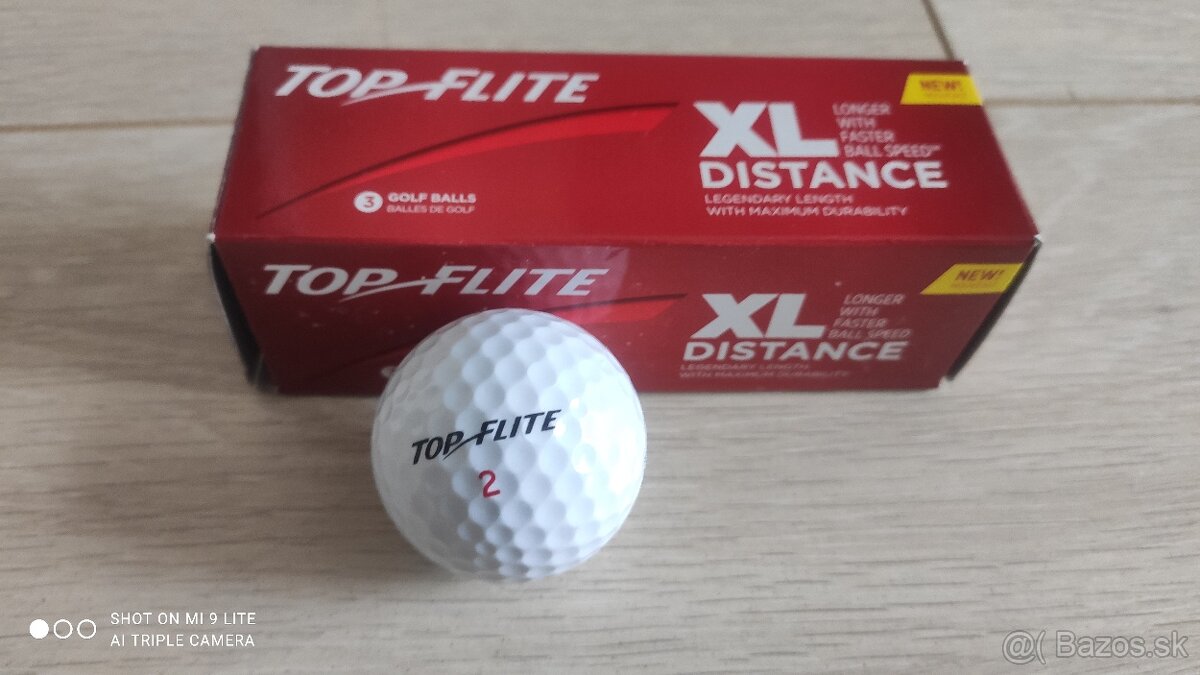 TOP FLITE
XL
DISTANCE
LONGER
WITH
FASTER
BALL SPEED™
NEW!
3 GOLF BALLS
BALLES DE GOLF
LEGENDARY LENGTH
WITH MAXIMUM DURABILITY
TOP FLITE
XL
DISTANCE
LONGER
WITH
FASTER
BALL SPEED
NEW!
LEGENDARY LENGTH
WITH MAXIMUM DURABILITY
TOP FLITE
2
SHOT ON MI 9 LITE
AI TRIPLE CAMERA
@( Bazos.sk